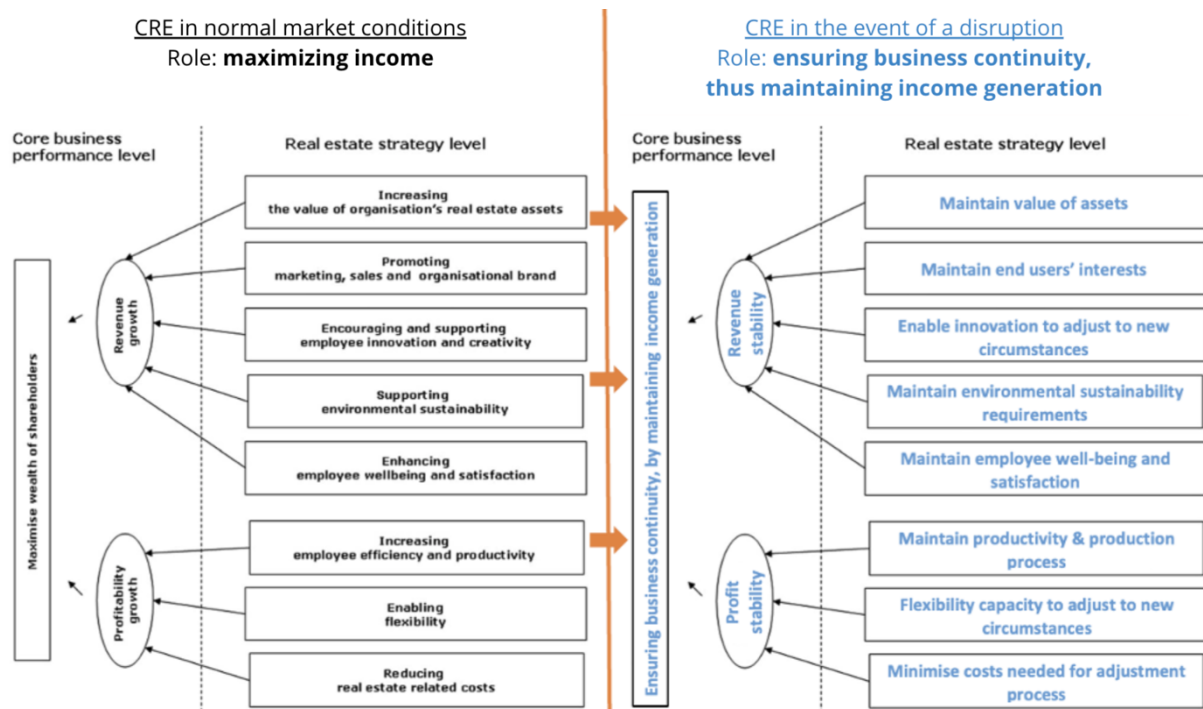 CRE in normal market conditions
Role: maximizing income
Core business
performance level
Real estate strategy level
Maximise wealth of shareholders
Revenue
growth
Profitability
growth
Increasing
the value of organisation's real estate assets
Promoting
marketing, sales and organisational brand
Encouraging and supporting
employee innovation and creativity
Supporting
environmental sustainability
Enhancing
employee wellbeing and satisfaction
Increasing
employee efficiency and productivity
Enabling
flexibility
Reducing
real estate related costs
CRE in the event of a disruption
Role: ensuring business continuity,
thus maintaining income generation
Core business
performance level
Real estate strategy level
Ensuring business continuity, by maintaining income generation
Revenue
stability
Profit
stability
Maintain value of assets
Maintain end users' interests
Enable innovation to adjust to new
circumstances
Maintain environmental sustainability
requirements
Maintain employee well-being and
satisfaction
Maintain productivity & production
process
Flexibility capacity to adjust to new
circumstances
Minimise costs needed for adjustment
process